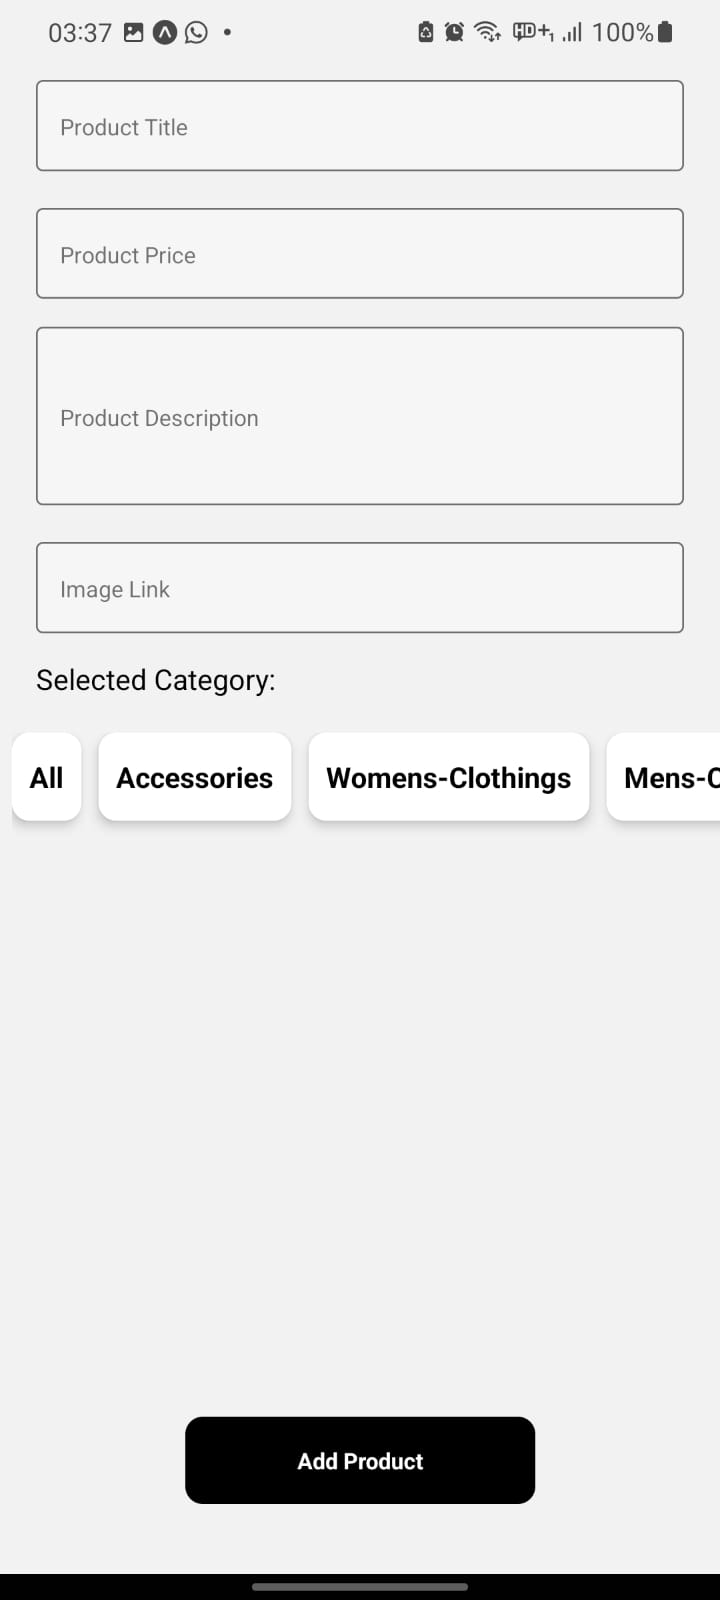 03:37 100%
Product Title
Product Price
Product Description
Image Link
Selected Category:
All Accessories Womens-Clothings Mens-C
Add Product